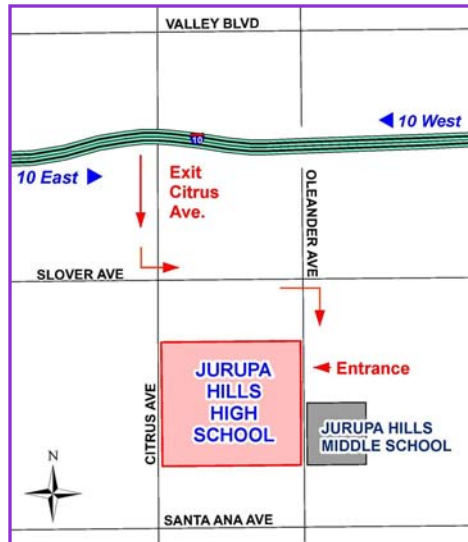 VALLEY BLVD
10
10 West
10 East
Exit
Citrus
Ave.
OLEANDER AVE
SLOVER AVE
JURUPA
HILLS
HIGH
SCHOOL
Entrance
CITRUS AVE
JURUPA HILLS
MIDDLE SCHOOL
N
SANTA ANA AVE